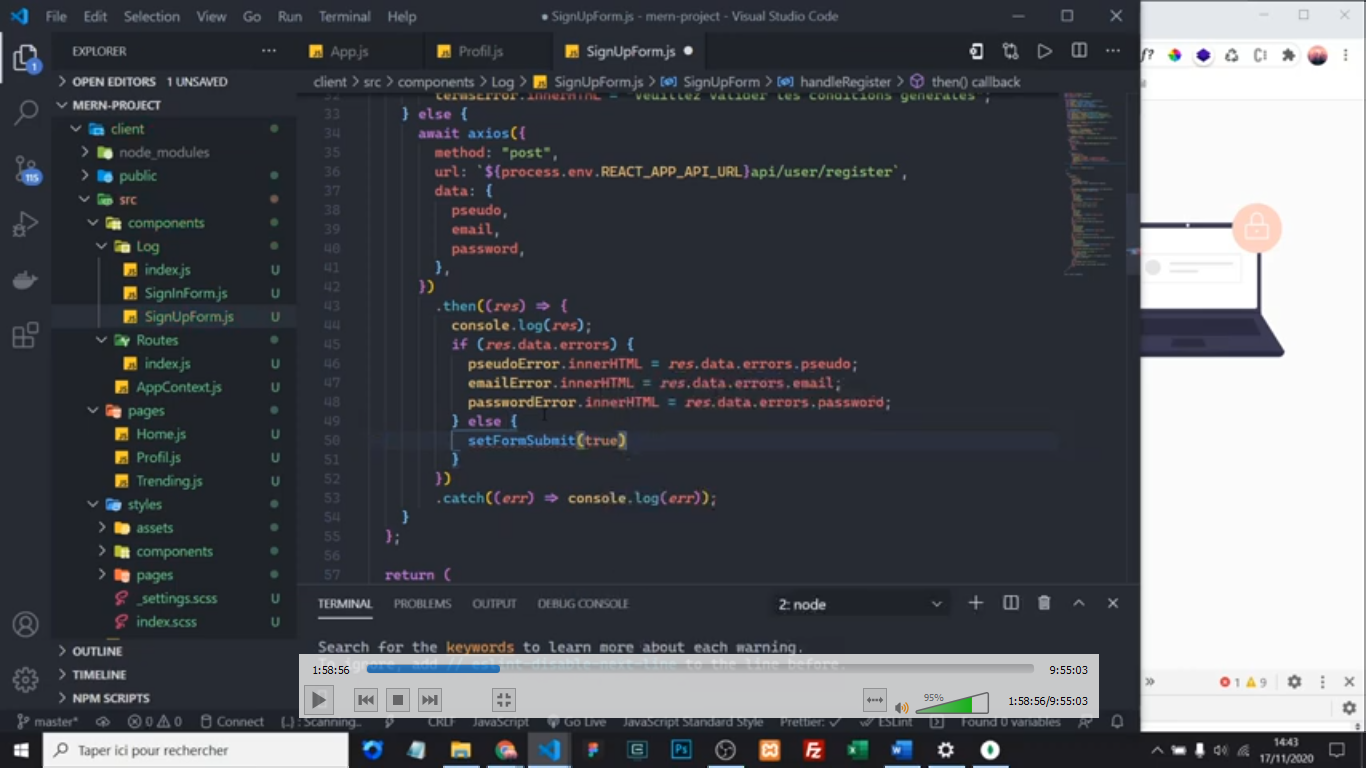 File Edit Selection View Go Run Terminal Help
● SignUpForm.js - mern-project - Visual Studio Code
EXPLORER
App.js
Profil.js
SignUpForm.js
OPEN EDITORS 1 UNSAVED
client > src > components > Log > SignUpForm.js > SignUpForm > handleRegister > then() callback
MERN-PROJECT
client
node_modules
public
src
components
Log
index.js U
SignInForm.js U
SignUpForm.js U
Routes
index.js U
AppContext.js U
pages
Home.js U
Profil.js U
Trending.js U
styles
assets
components
pages
_settings.scss U
index.scss U
OUTLINE
TIMELINE
NPM SCRIPTS
1
115
32 termsError.innerHTML = "Veuillez valider les conditions générales";
33 } else {
34 await axios({
35 method: "post",
36 url: `${process.env.REACT_APP_API_URL}api/user/register`,
37 data: {
38 pseudo,
39 email,
40 password,
41 },
42 })
43 .then((res) => {
44 console.log(res);
45 if (res.data.errors) {
46 pseudoError.innerHTML = res.data.errors.pseudo;
47 emailError.innerHTML = res.data.errors.email;
48 passwordError.innerHTML = res.data.errors.password;
49 } else {
50 setFormSubmit(true)
51 }
52 })
53 .catch((err) => console.log(err));
54 }
55 };
56
57 return (
TERMINAL PROBLEMS OUTPUT DEBUG CONSOLE
2: node
Search for the keywords to learn more about each warning.
To ignore, add // eslint-disable-next-line to the line before.
1:58:56
9:55:03
95%
1:58:56/9:55:03
1 9
master* 0 0 Connect {..} : Scanning.. CRLF JavaScript Go Live JavaScript Standard Style Prettier: ✓ ESLint Found 0 variables
Taper ici pour rechercher
14:43
17/11/2020